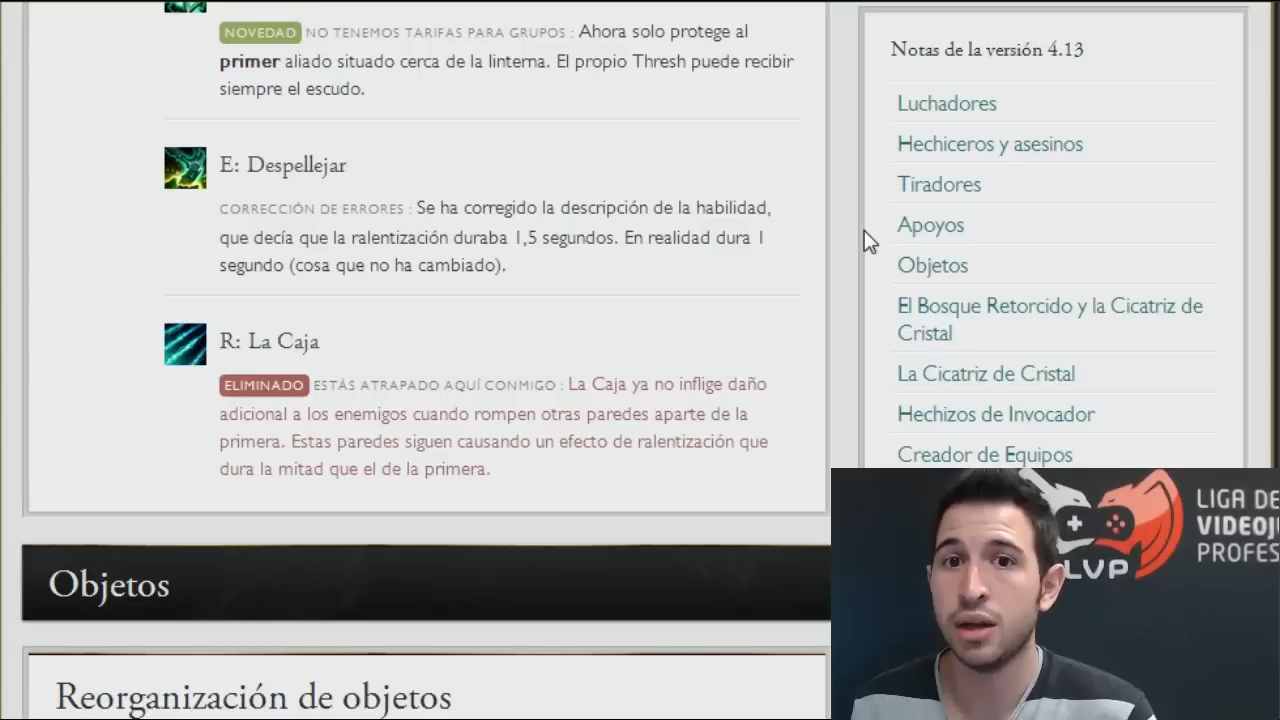 NOVEDAD NO TENEMOS TARIFAS PARA GRUPOS : Ahora solo protege al
primer aliado situado cerca de la linterna. El propio Thresh puede recibir
siempre el escudo.
E: Despellejar
CORRECCIÓN DE ERRORES : Se ha corregido la descripción de la habilidad,
que decía que la ralentización duraba 1,5 segundos. En realidad dura 1
segundo (cosa que no ha cambiado).
R: La Caja
ELIMINADO ESTÁS ATRAPADO AQUÍ CONMIGO : La Caja ya no inflige daño
adicional a los enemigos cuando rompen otras paredes aparte de la
primera. Estas paredes siguen causando un efecto de ralentización que
dura la mitad que el de la primera.
Objetos
Reorganización de objetos
Notas de la versión 4.13
Luchadores
Hechiceros y asesinos
Tiradores
Apoyos
Objetos
El Bosque Retorcido y la Cicatriz de
Cristal
La Cicatriz de Cristal
Hechizos de Invocador
Creador de Equipos
LIGA DE
VIDEOJ
PROFES
LVP